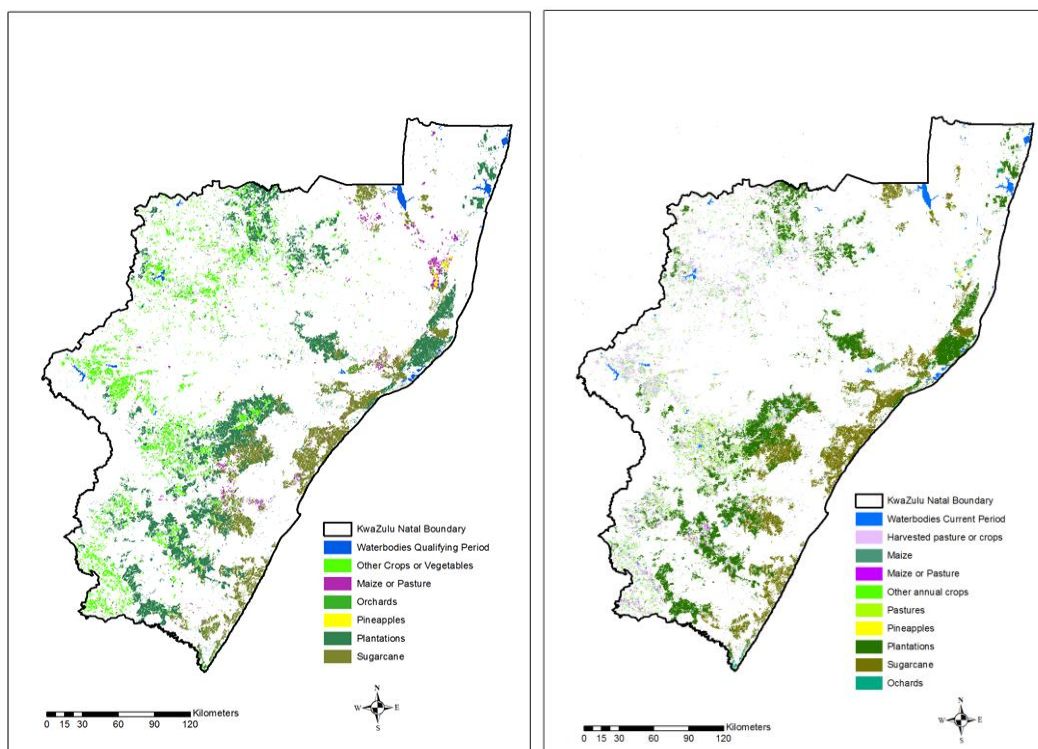 KwaZulu Natal Boundary
Waterbodies Qualifying Period
Other Crops or Vegetables
Maize or Pasture
Orchards
Pineapples
Plantations
Sugarcane
N
W E
S
Kilometers
0 15 30 60 90 120
KwaZulu Natal Boundary
Waterbodies Current Period
Harvested pasture or crops
Maize
Maize or Pasture
Other annual crops
Pastures
Pineapples
Plantations
Sugarcane
Ochards
N
W E
S
Kilometers
0 15 30 60 90 120